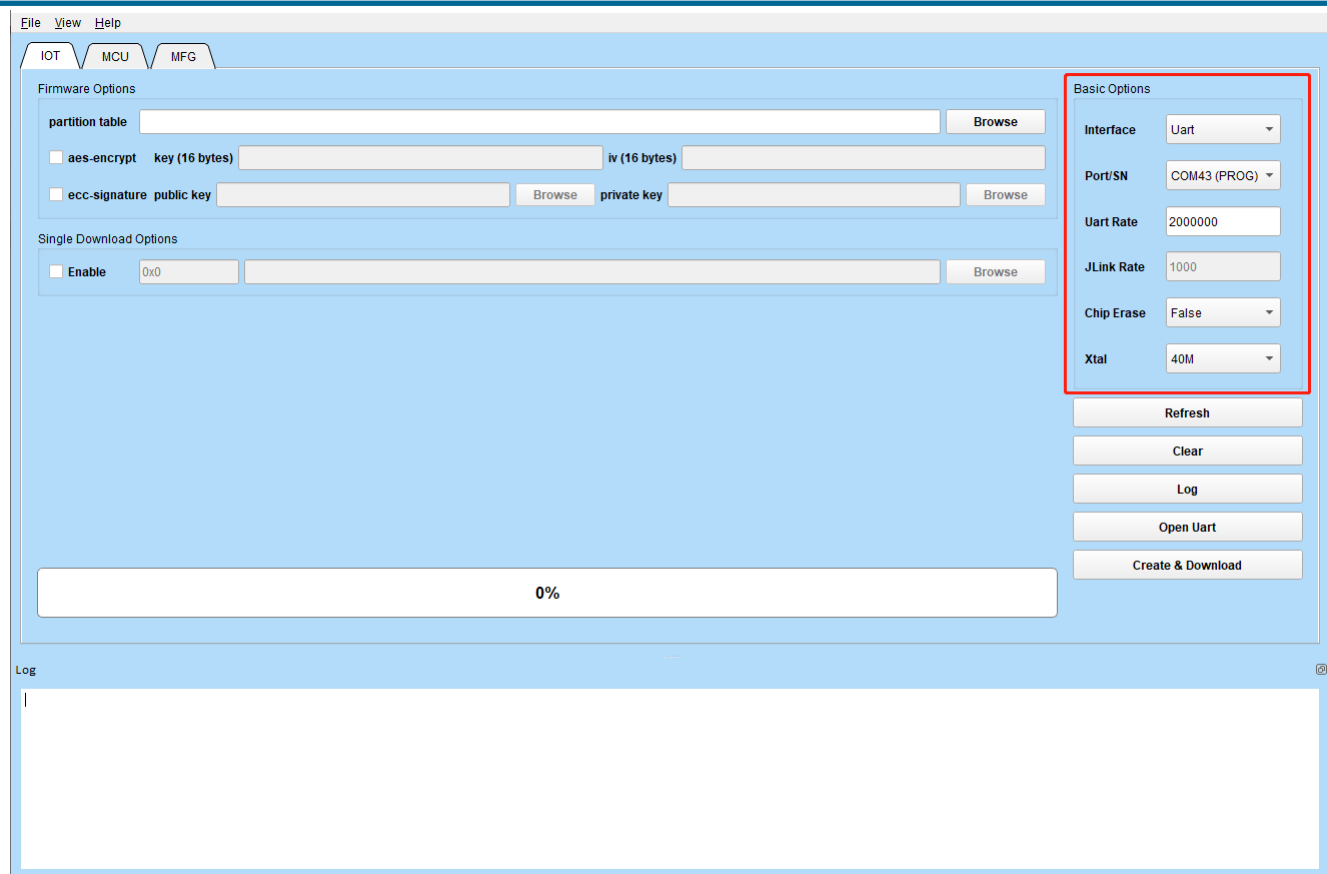 File View Help
IOT MCU MFG
Firmware Options
partition table Browse
aes-encrypt key (16 bytes) iv (16 bytes)
ecc-signature public key Browse private key Browse
Single Download Options
Enable 0x0 Browse
Basic Options
Interface Uart
Port/SN COM43 (PROG)
Uart Rate 2000000
JLink Rate 1000
Chip Erase False
Xtal 40M
Refresh
Clear
Log
Open Uart
Create & Download
0%
Log